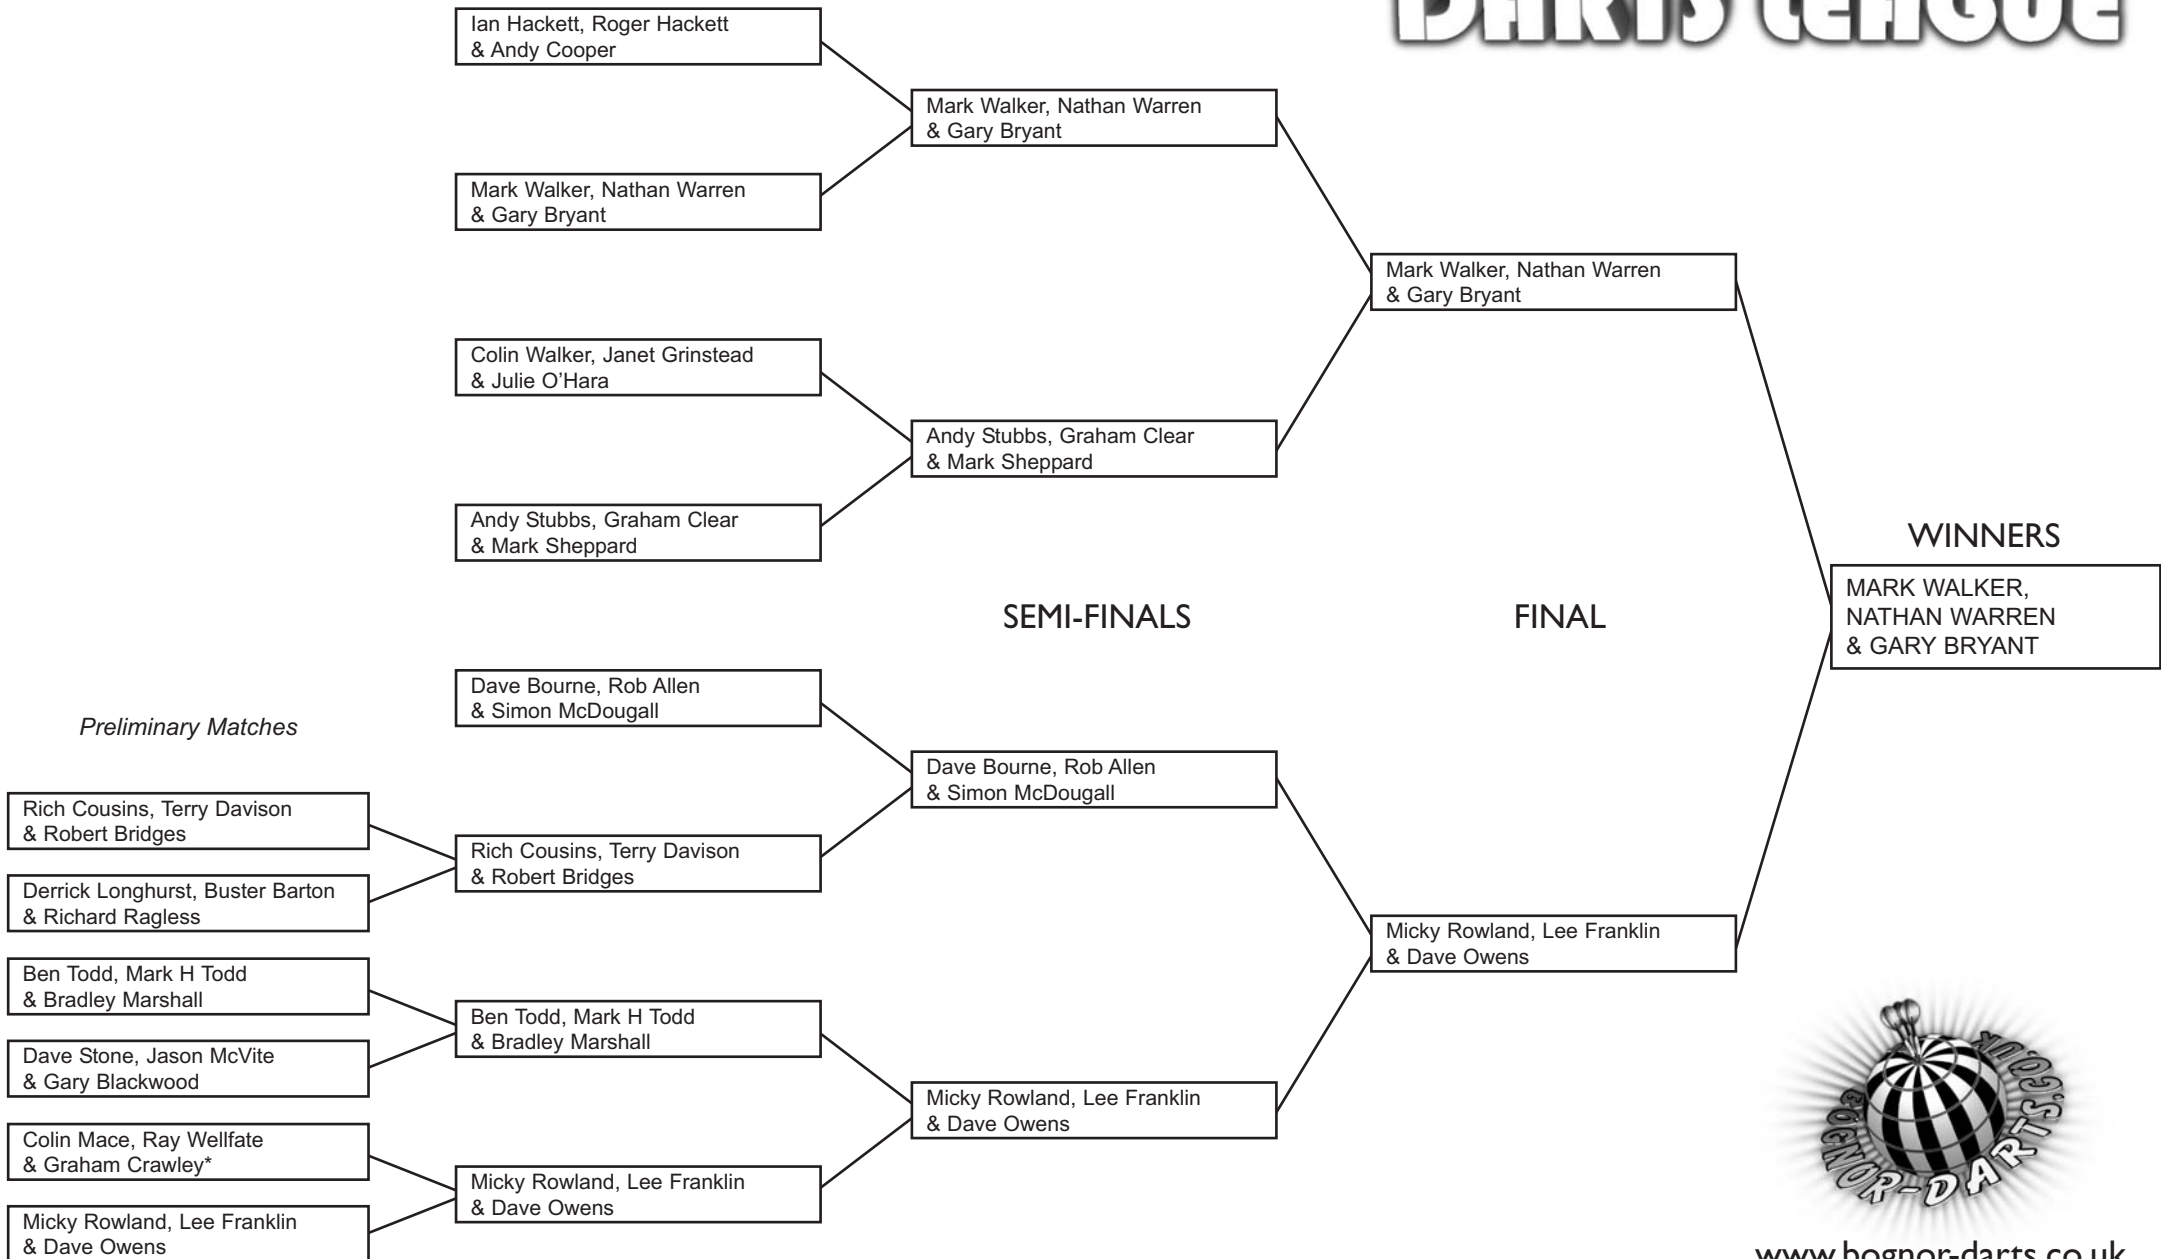 DARTS LEAGUE
Ian Hackett, Roger Hackett
& Andy Cooper
Mark Walker, Nathan Warren
& Gary Bryant
Mark Walker, Nathan Warren
& Gary Bryant
Mark Walker, Nathan Warren
& Gary Bryant
Colin Walker, Janet Grinstead
& Julie O’Hara
Andy Stubbs, Graham Clear
& Mark Sheppard
Andy Stubbs, Graham Clear
& Mark Sheppard
WINNERS
MARK WALKER,
NATHAN WARREN
& GARY BRYANT
SEMI-FINALS
FINAL
Dave Bourne, Rob Allen
& Simon McDougall
Preliminary Matches
Dave Bourne, Rob Allen
& Simon McDougall
Rich Cousins, Terry Davison
& Robert Bridges
Rich Cousins, Terry Davison
& Robert Bridges
Derrick Longhurst, Buster Barton
& Richard Ragless
Micky Rowland, Lee Franklin
& Dave Owens
Ben Todd, Mark H Todd
& Bradley Marshall
Ben Todd, Mark H Todd
& Bradley Marshall
Dave Stone, Jason McVite
& Gary Blackwood
Micky Rowland, Lee Franklin
& Dave Owens
Colin Mace, Ray Wellfate
& Graham Crawley*
Micky Rowland, Lee Franklin
& Dave Owens
Micky Rowland, Lee Franklin
& Dave Owens
BOGNOR-DARTS.CO.UK
www.bognor-darts.co.uk